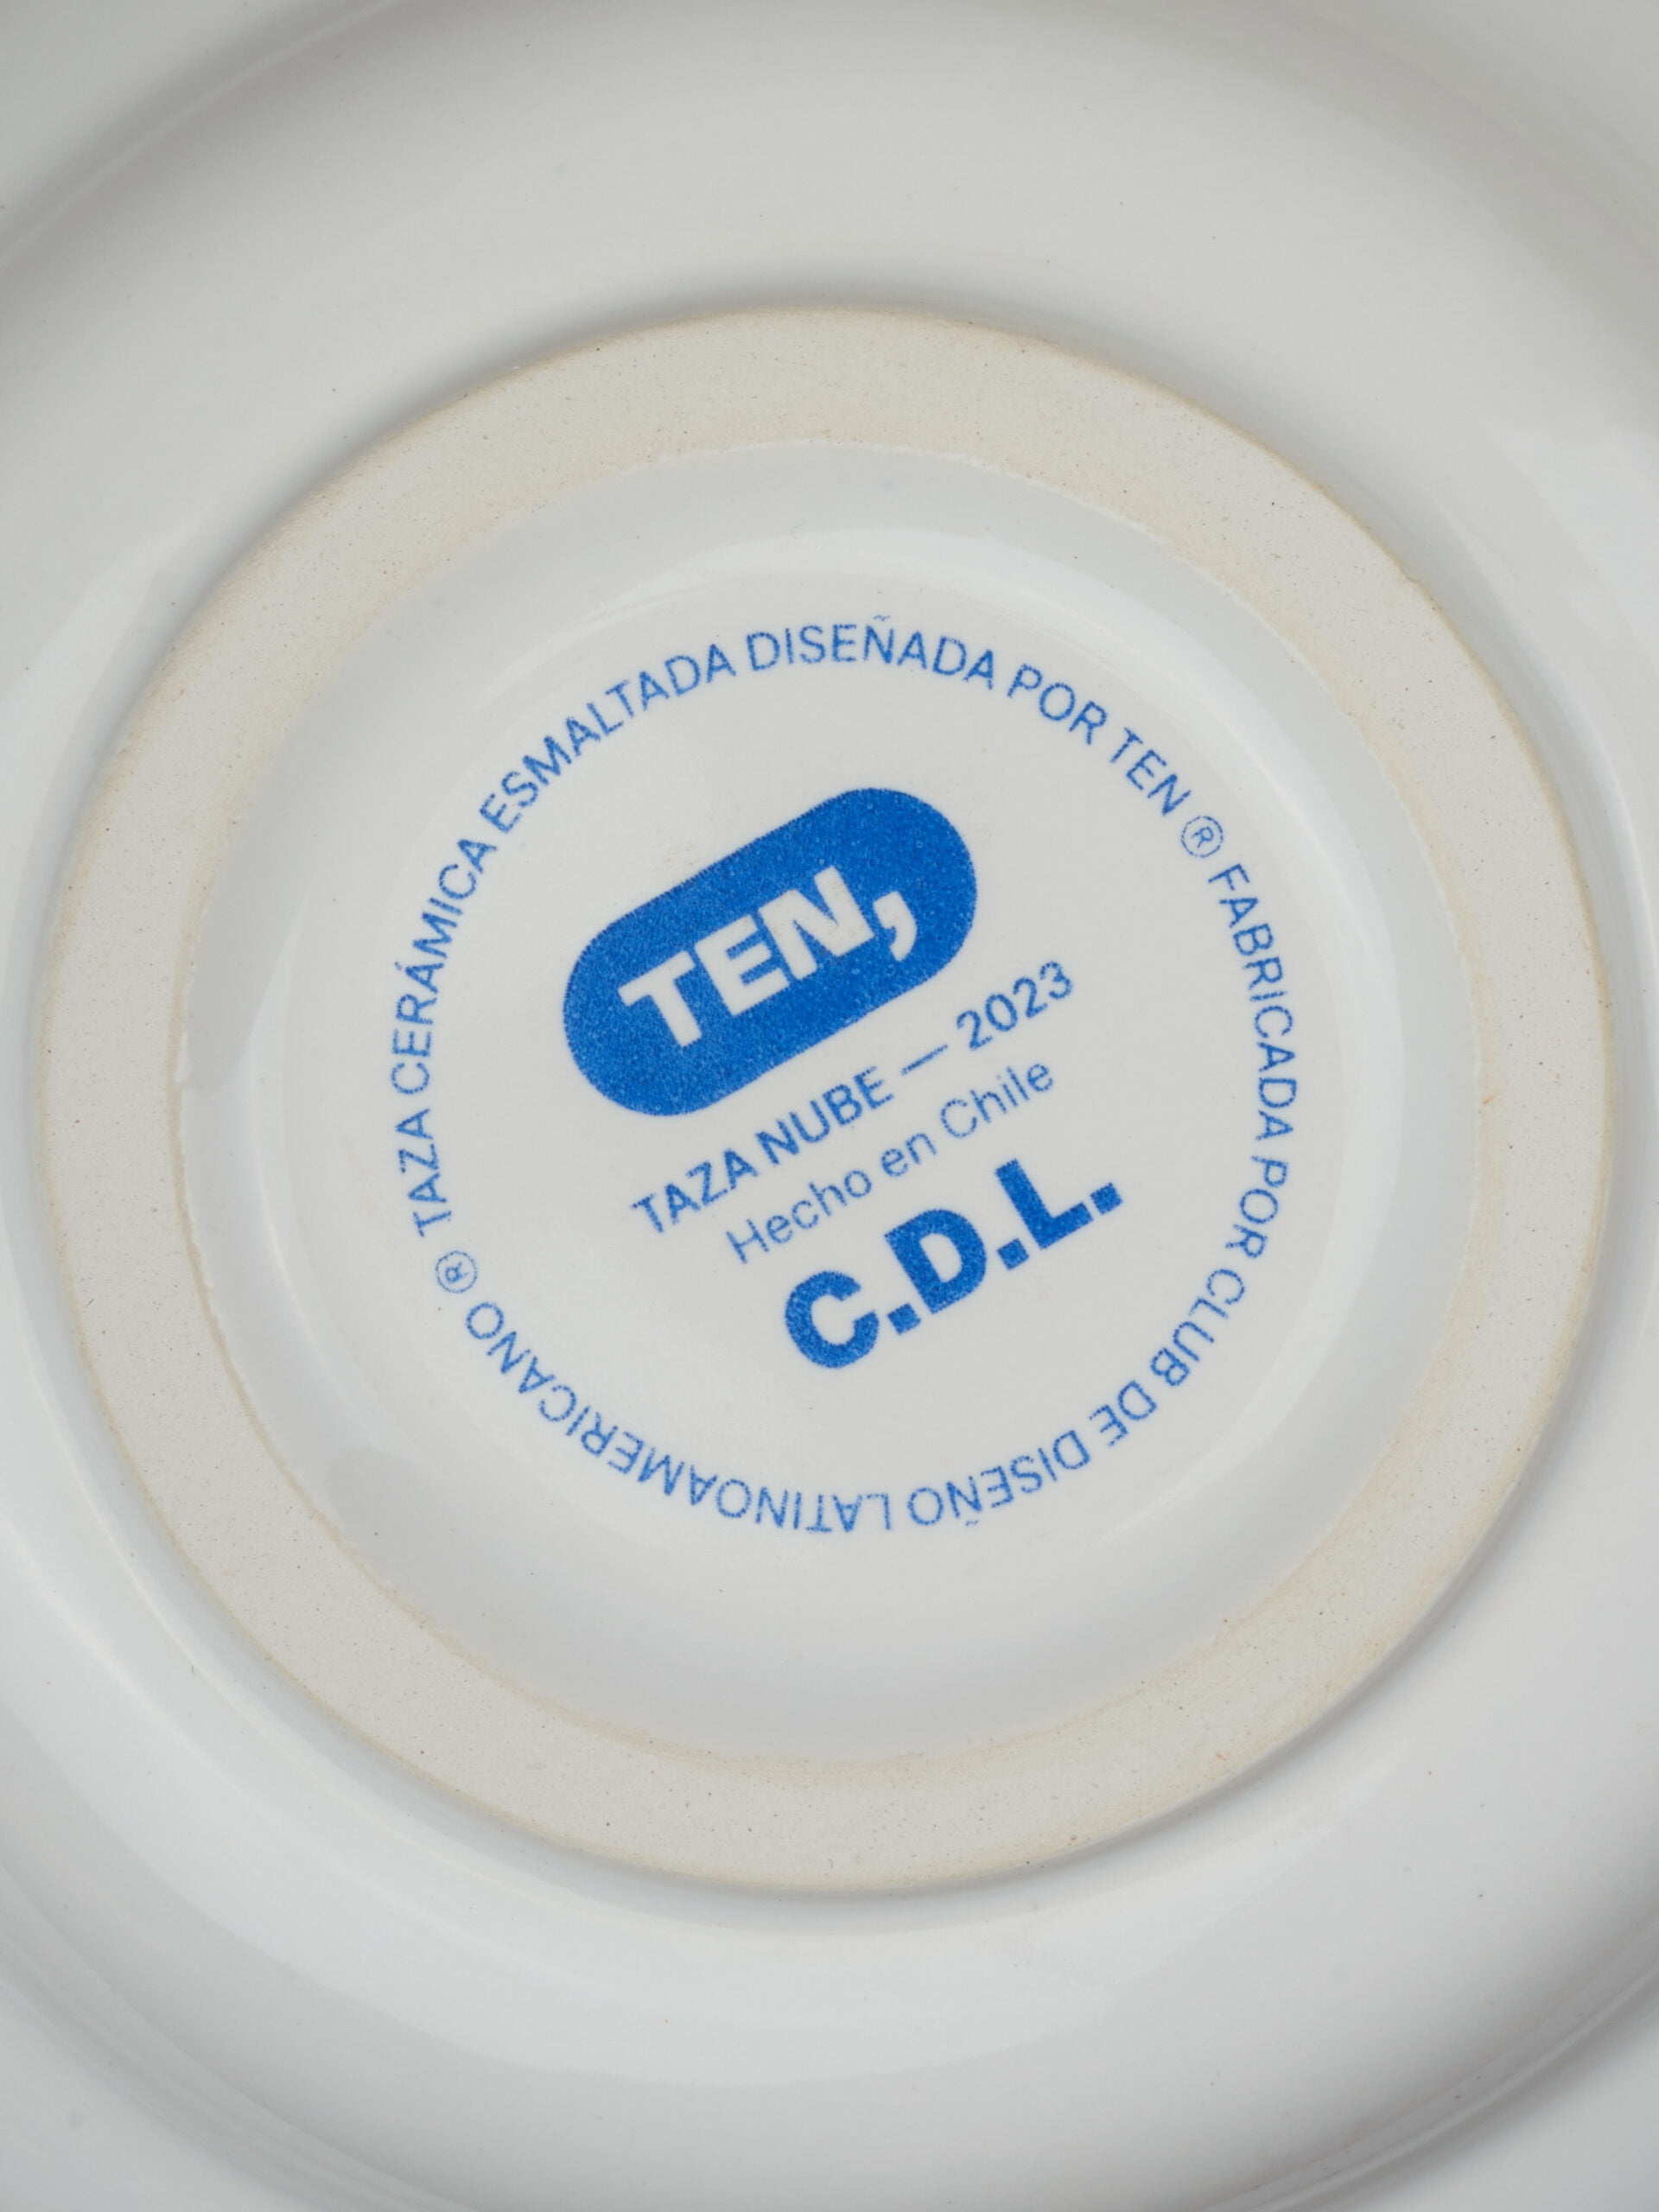 TAZA CERÁMICA ESMALTADA DISEÑADA POR TEN ® FABRICADA POR CLUB DE DISEÑO LATINOAMERICANO ®
TEN,
TAZA NUBE — 2023
Hecho en Chile
C.D.L.